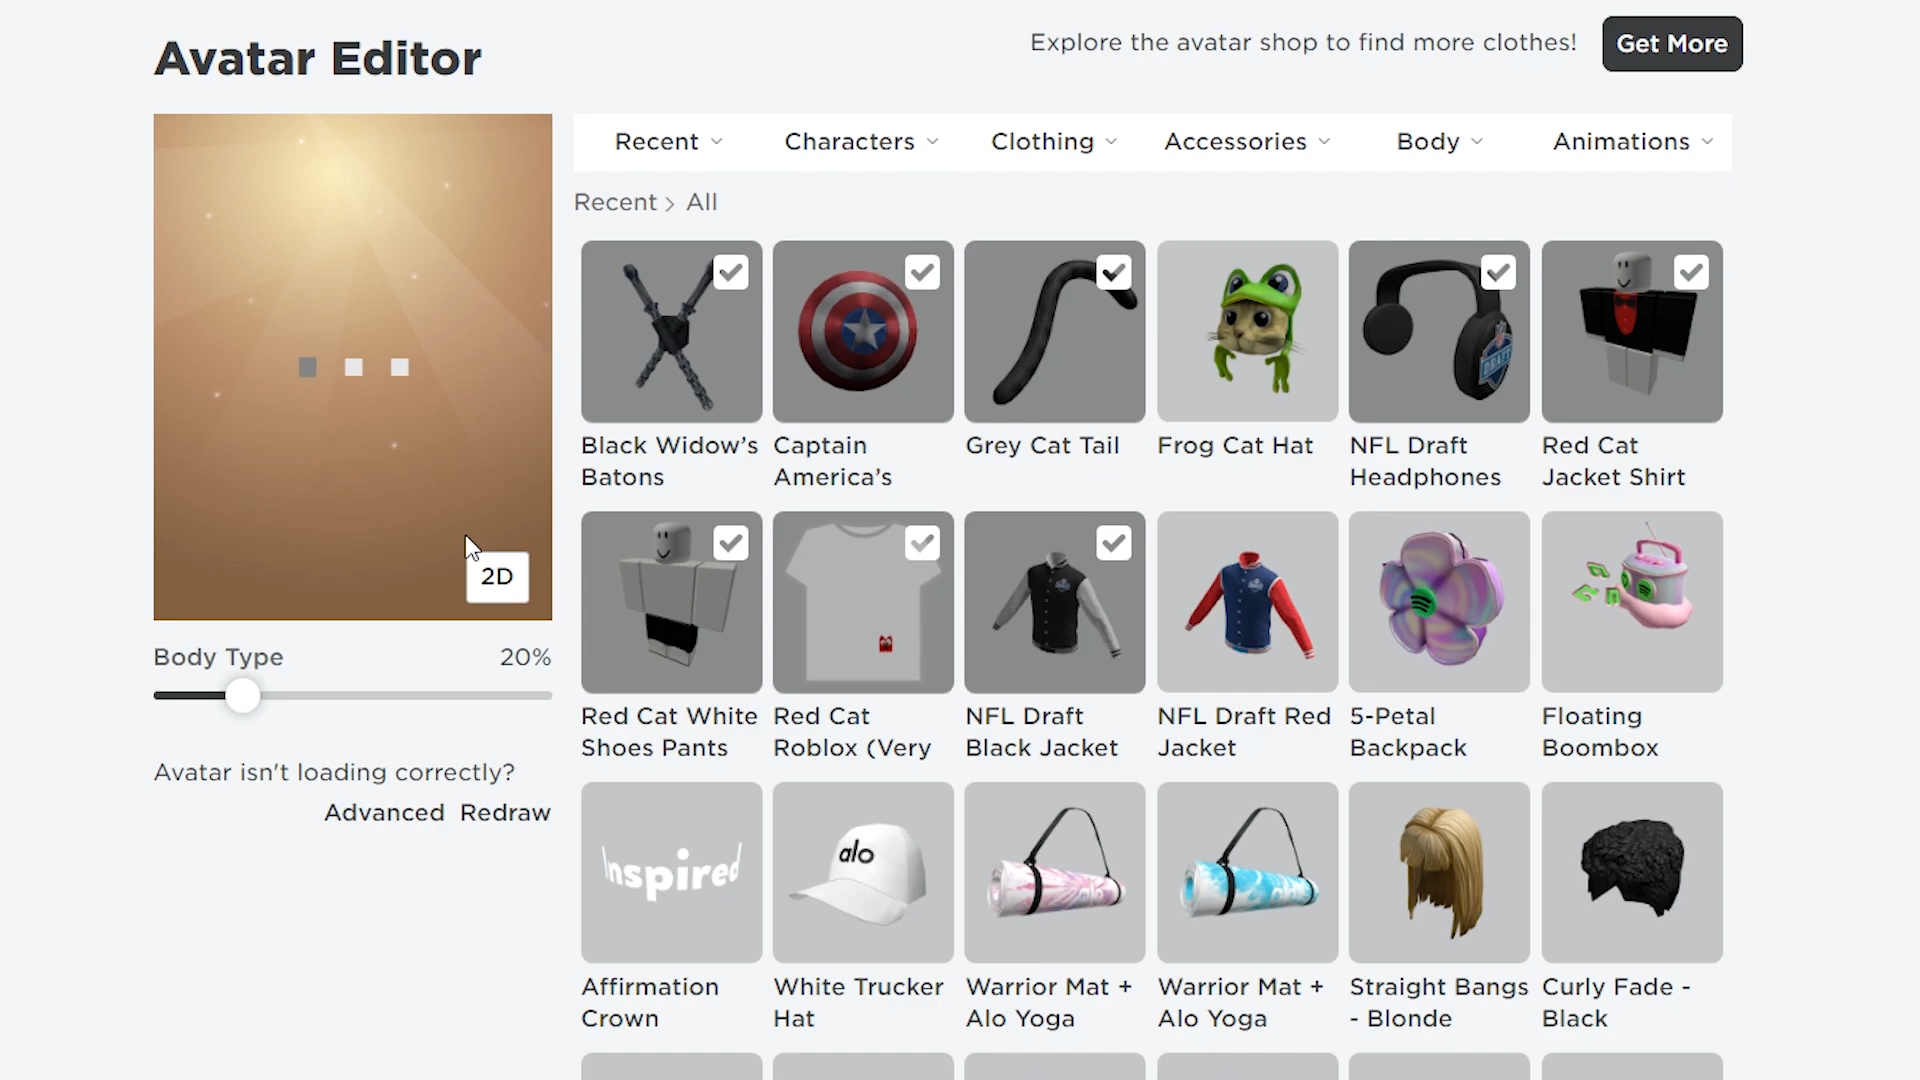 Avatar Editor
Explore the avatar shop to find more clothes!
Get More
Recent
Characters
Clothing
Accessories
Body
Animations
Recent > All
2D
Body Type
20%
Avatar isn't loading correctly?
Advanced Redraw
DRAFT
Black Widow’s
Batons
Captain
America’s
Grey Cat Tail
Frog Cat Hat
NFL Draft
Headphones
Red Cat
Jacket Shirt
Red Cat White
Shoes Pants
Red Cat
Roblox (Very
NFL Draft
Black Jacket
NFL Draft Red
Jacket
5-Petal
Backpack
Floating
Boombox
Inspired
alo
Affirmation
Crown
White Trucker
Hat
Warrior Mat +
Alo Yoga
Warrior Mat +
Alo Yoga
Straight Bangs
- Blonde
Curly Fade -
Black